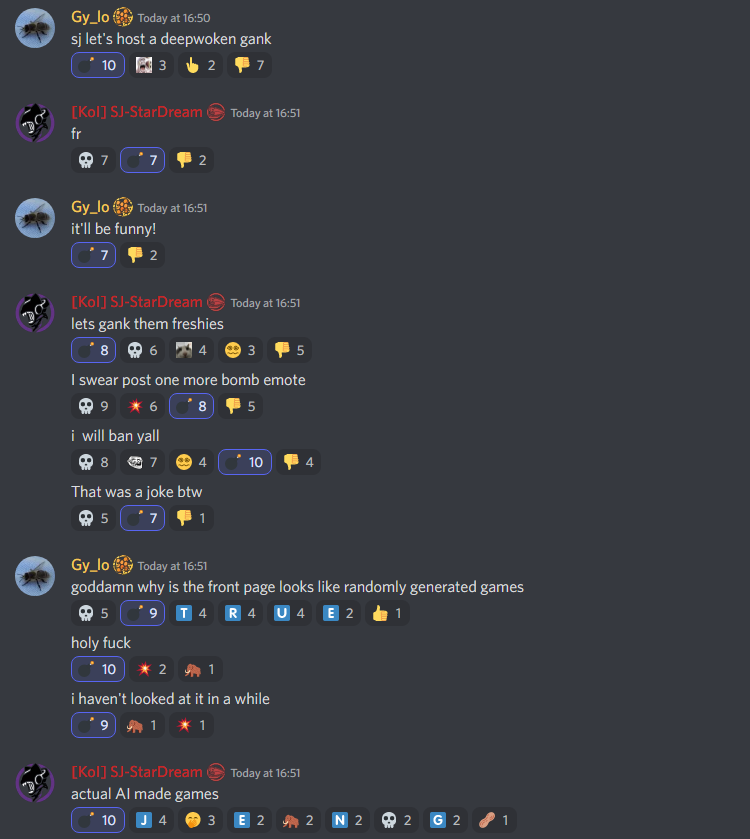 Gy_lo Today at 16:50
sj let's host a deepwoken gank
10 3 2 7
[KoI] SJ-StarDream Today at 16:51
fr
7 7 2
Gy_lo Today at 16:51
it'll be funny!
7 2
[KoI] SJ-StarDream Today at 16:51
lets gank them freshies
8 6 4 3 5
I swear post one more bomb emote
9 6 8 5
i will ban yall
8 7 4 10 4
That was a joke btw
5 7 1
Gy_lo Today at 16:51
goddamn why is the front page looks like randomly generated games
5 9 T 4 R 4 U 4 E 2 1
holy fuck
10 2 1
i haven't looked at it in a while
9 1 1
[KoI] SJ-StarDream Today at 16:51
actual AI made games
10 J 4 3 E 2 2 N 2 2 G 2 1